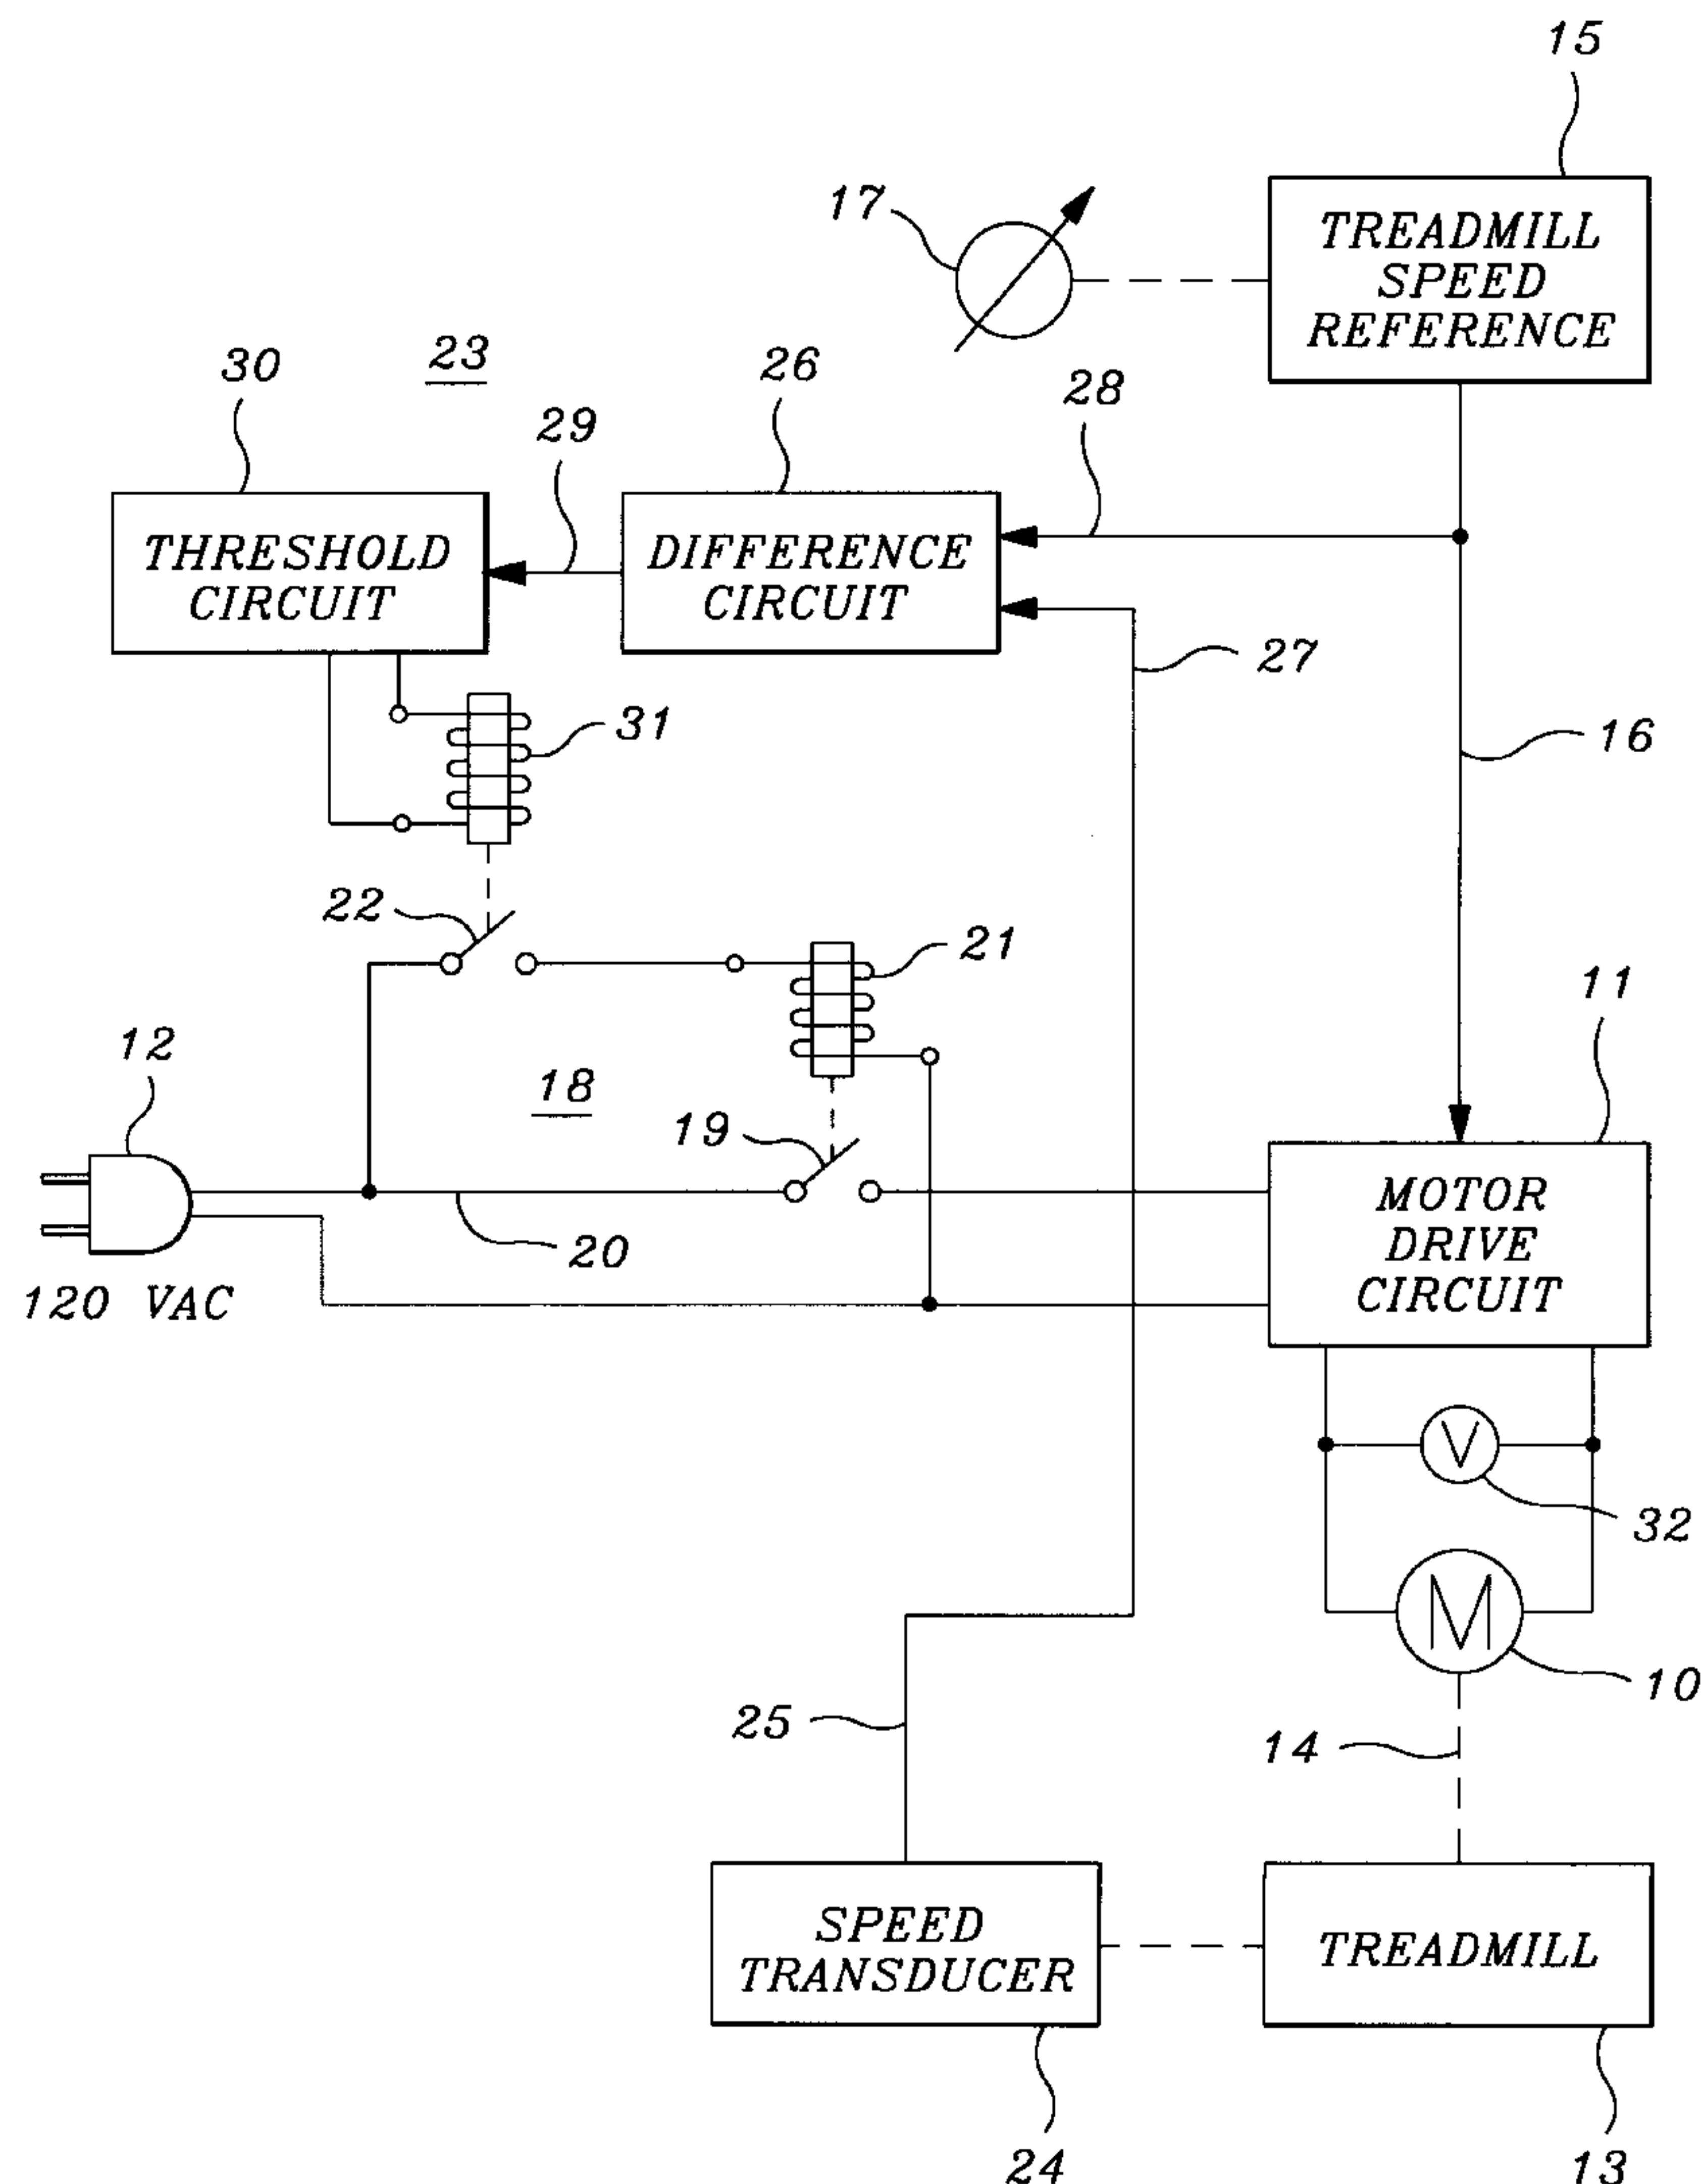 15
17
TREADMILL
SPEED
REFERENCE
23
30
26
28
29
THRESHOLD
CIRCUIT
DIFFERENCE
CIRCUIT
27
31
16
22
21
11
12
18
19
MOTOR
DRIVE
CIRCUIT
20
120 VAC
V
32
M
10
25
14
SPEED
TRANSDUCER
TREADMILL
24
13